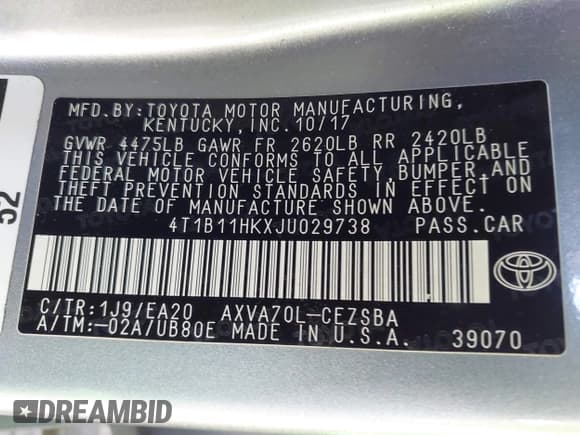 MFD.BY:TOYOTA MOTOR MANUFACTURING,
KENTUCKY,INC.10/17
GVWR 4475LB GAWR FR 2620LB RR 2420LB
THIS VEHICLE CONFORMS TO ALL APPLICABLE
FEDERAL MOTOR VEHICLE SAFETY,BUMPER,AND
THEFT PREVENTION STANDARDS IN EFFECT ON
THE DATE OF MANUFACTURE SHOWN ABOVE.
4T1B11HKXJU029738 PASS.CAR
C/TR:1J9/EA20 AXVA70L-CEZSBA
A/TM:-02A/UB80E MADE IN U.S.A. 39070
TOYOTA
52
DREAMBID